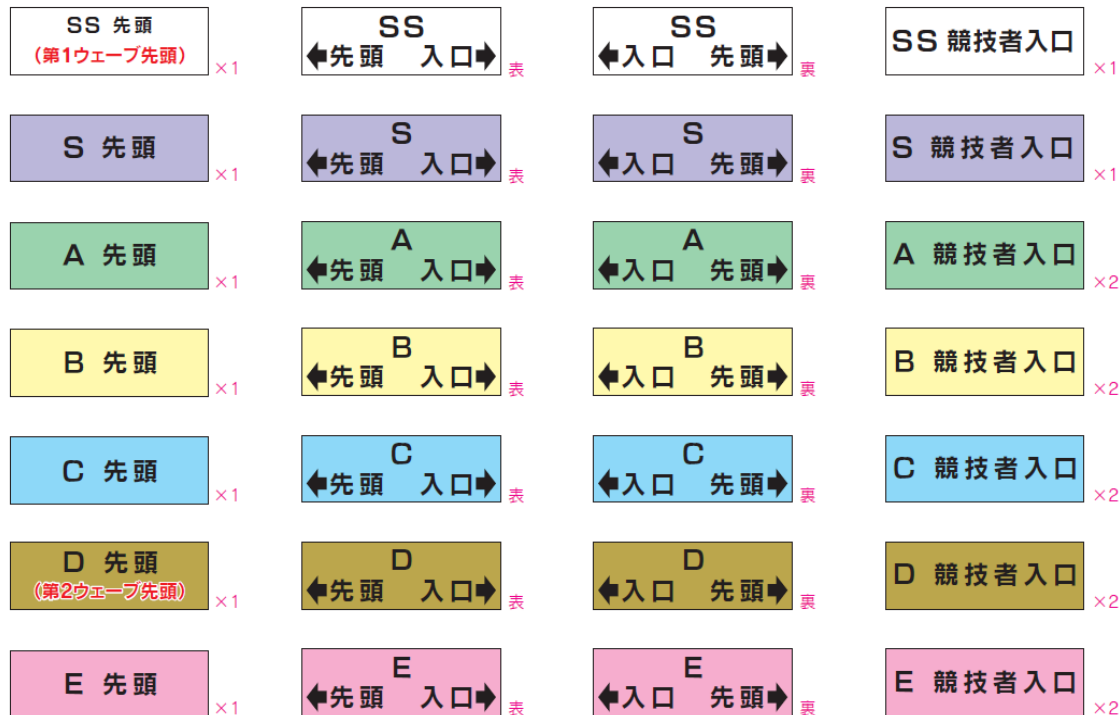 SS 先頭
(第1ウェーブ先頭)
×1
SS
←先頭 入口→
表
SS
←入口 先頭→
裏
SS 競技者入口
×1
S 先頭
×1
S
←先頭 入口→
表
S
←入口 先頭→
裏
S 競技者入口
×1
A 先頭
×1
A
←先頭 入口→
表
A
←入口 先頭→
裏
A 競技者入口
×2
B 先頭
×1
B
←先頭 入口→
表
B
←入口 先頭→
裏
B 競技者入口
×2
C 先頭
×1
C
←先頭 入口→
表
C
←入口 先頭→
裏
C 競技者入口
×2
D 先頭
(第2ウェーブ先頭)
×1
D
←先頭 入口→
表
D
←入口 先頭→
裏
D 競技者入口
×2
E 先頭
×1
E
←先頭 入口→
表
E
←入口 先頭→
裏
E 競技者入口
×2